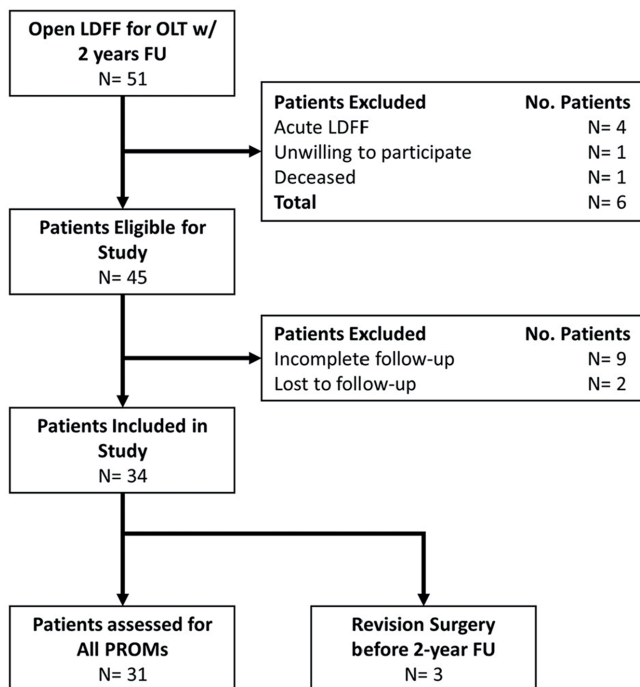 Open LDFF for OLT w/
2 years FU
N= 51
Patients Excluded No. Patients
Acute LDFF N= 4
Unwilling to participate N= 1
Deceased N= 1
Total N= 6
Patients Eligible for
Study
N= 45
Patients Excluded No. Patients
Incomplete follow-up N= 9
Lost to follow-up N= 2
Patients Included in
Study
N= 34
Patients assessed for
All PROMs
N= 31
Revision Surgery
before 2-year FU
N= 3